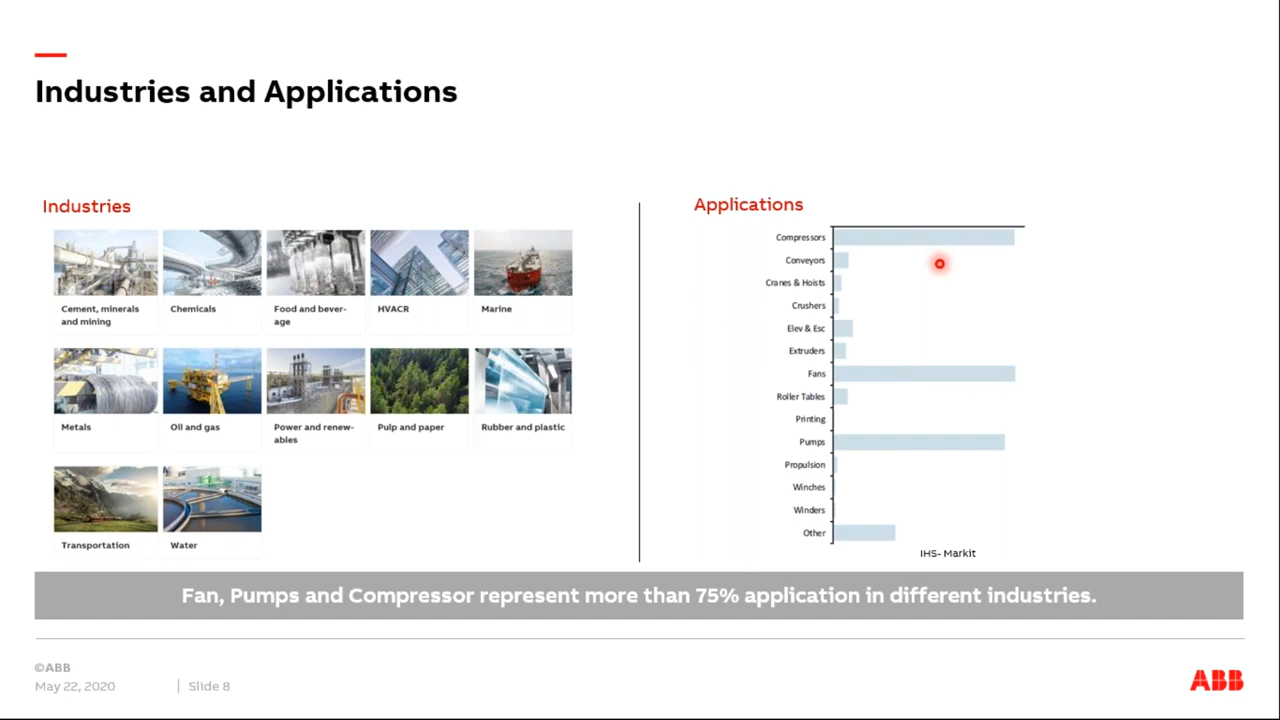 Industries and Applications
Industries
Cement, minerals
and mining
Chemicals
Food and bever-
age
HVACR
Marine
Metals
Oil and gas
Power and renew-
ables
Pulp and paper
Rubber and plastic
Transportation
Water
Applications
Compressors
Conveyors
Cranes & Hoists
Crushers
Elev & Esc
Extruders
Fans
Roller Tables
Printing
Pumps
Propulsion
Winches
Winders
Other
IHS- Markit
Fan, Pumps and Compressor represent more than 75% application in different industries.
©ABB
May 22, 2020 | Slide 8
ABB